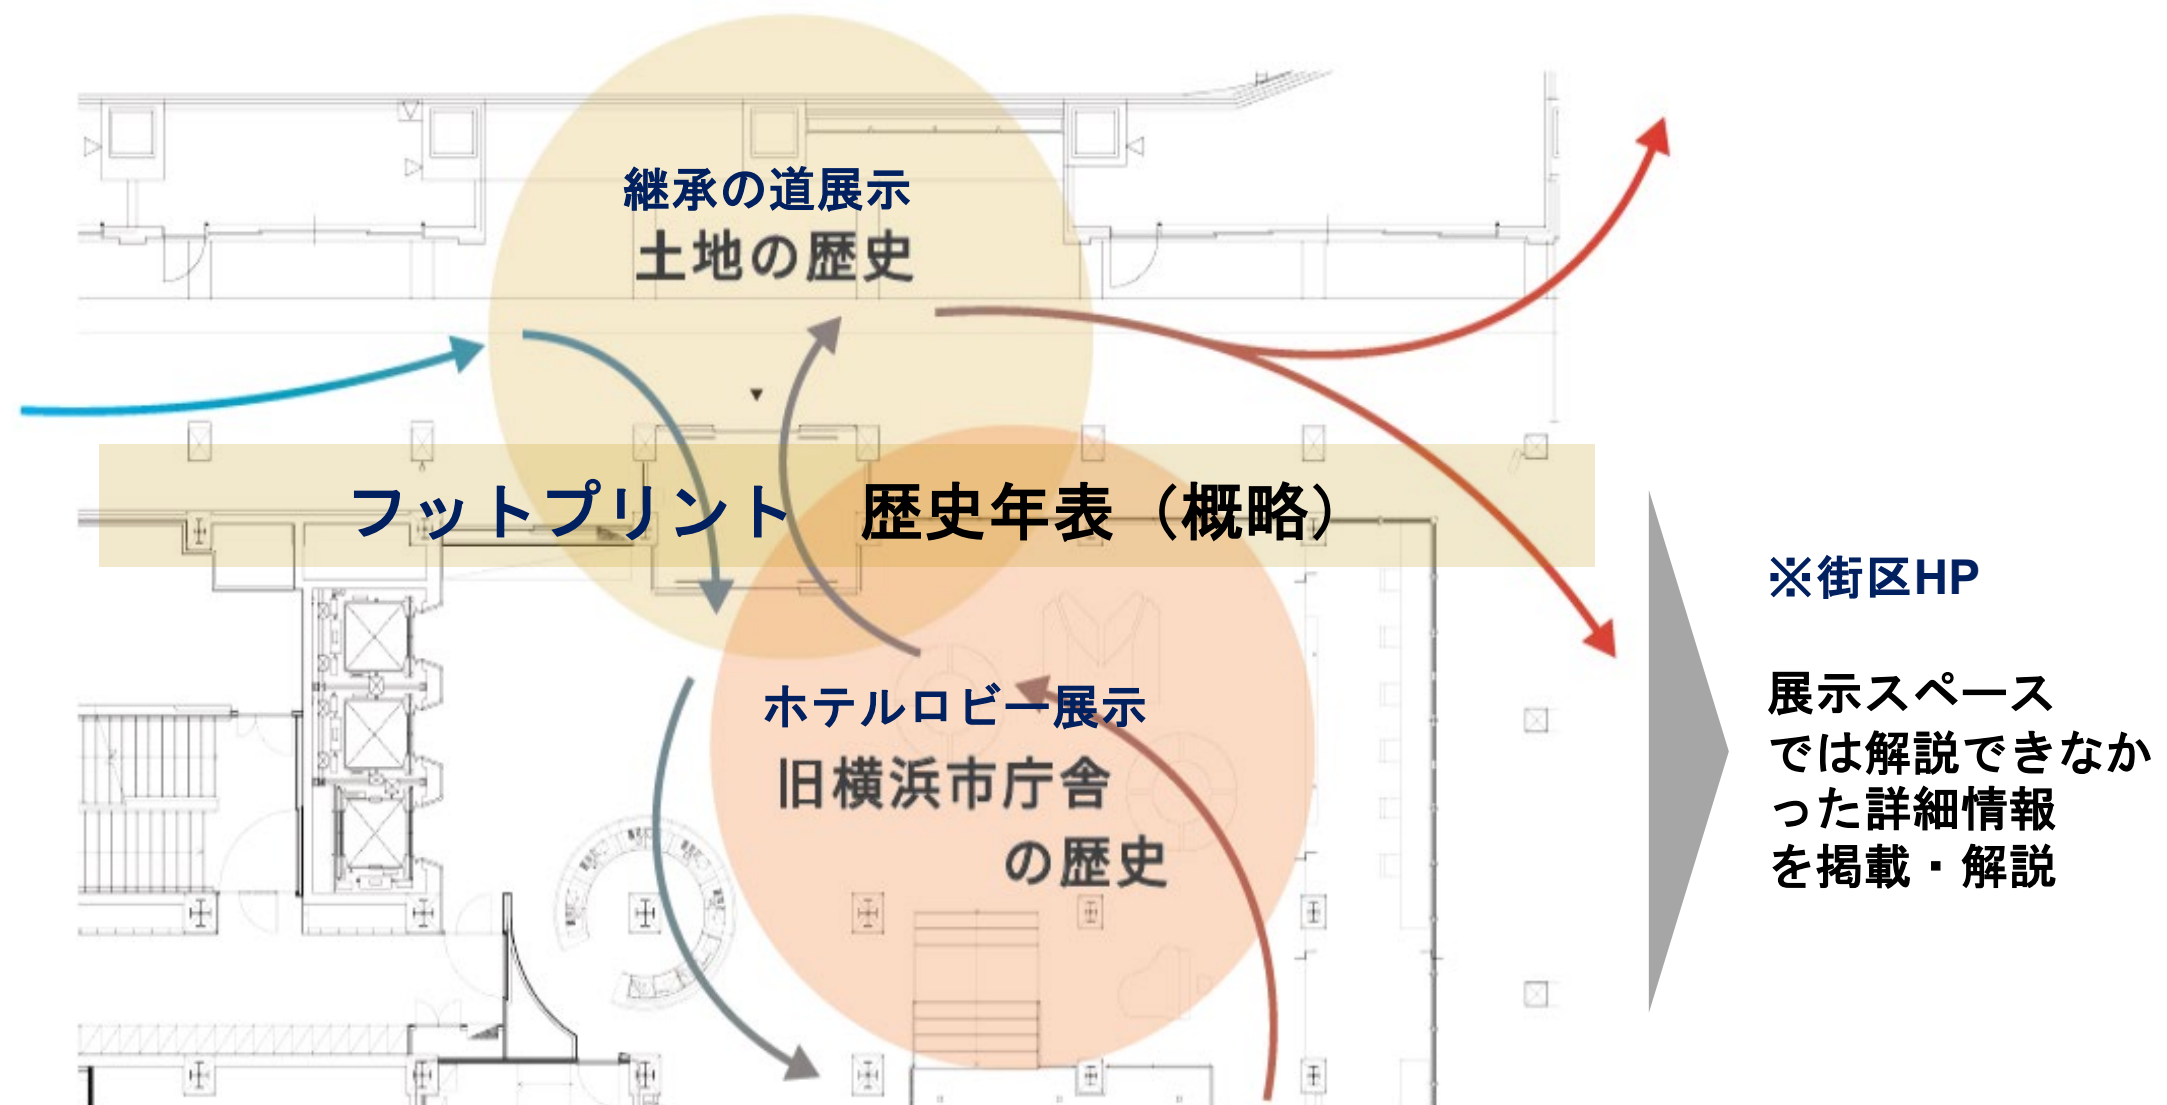 継承の道展示
土地の歴史
フットプリント　歴史年表（概略）
ホテルロビー展示
旧横浜市庁舎
の歴史
※街区HP
展示スペース
では解説できなか
った詳細情報
を掲載・解説